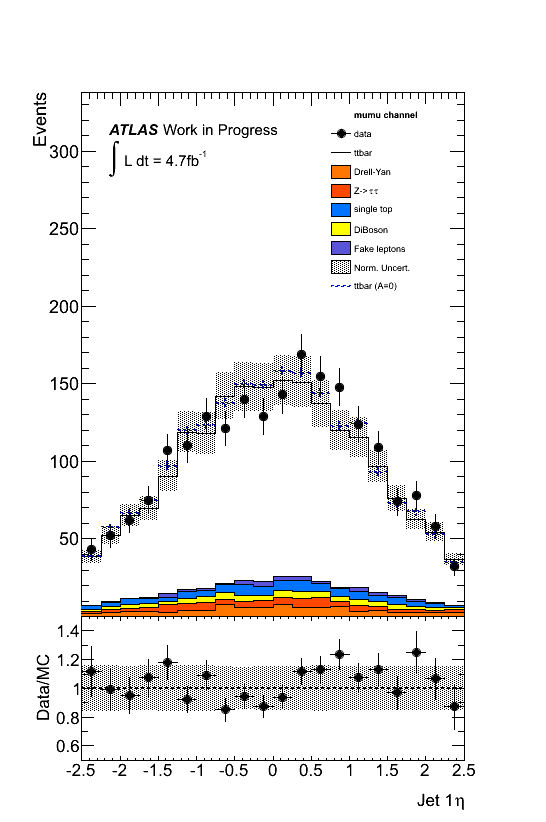 Events
ATLAS Work in Progress
∫ L dt = 4.7fb⁻¹
mumu channel
data
ttbar
Drell-Yan
Z->ττ
single top
DiBoson
Fake leptons
Norm. Uncert.
ttbar (A=0)
300
250
200
150
100
50
Data/MC
1.4
1.2
1
0.8
0.6
-2.5 -2 -1.5 -1 -0.5 0 0.5 1 1.5 2 2.5
Jet 1η